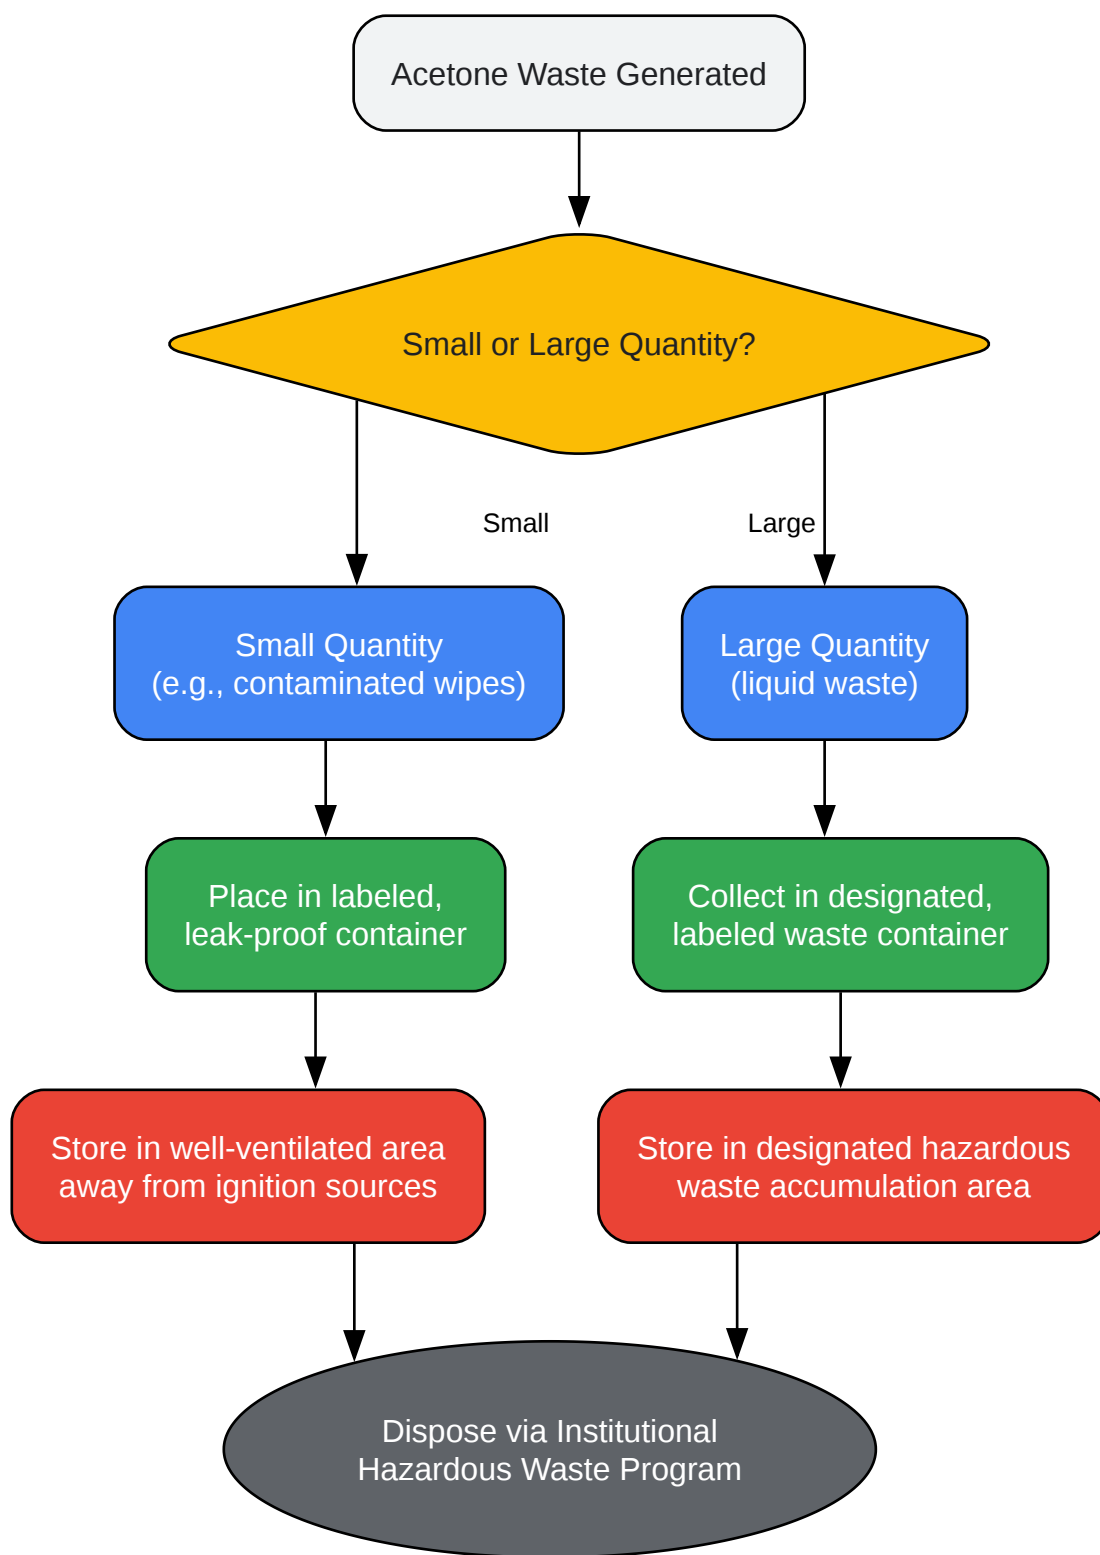 Acetone Waste Generated
Small or Large Quantity?
Small
Large
Small Quantity
(e.g., contaminated wipes)
Large Quantity
(liquid waste)
Place in labeled,
leak-proof container
Collect in designated,
labeled waste container
Store in well-ventilated area
away from ignition sources
Store in designated hazardous
waste accumulation area
Dispose via Institutional
Hazardous Waste Program